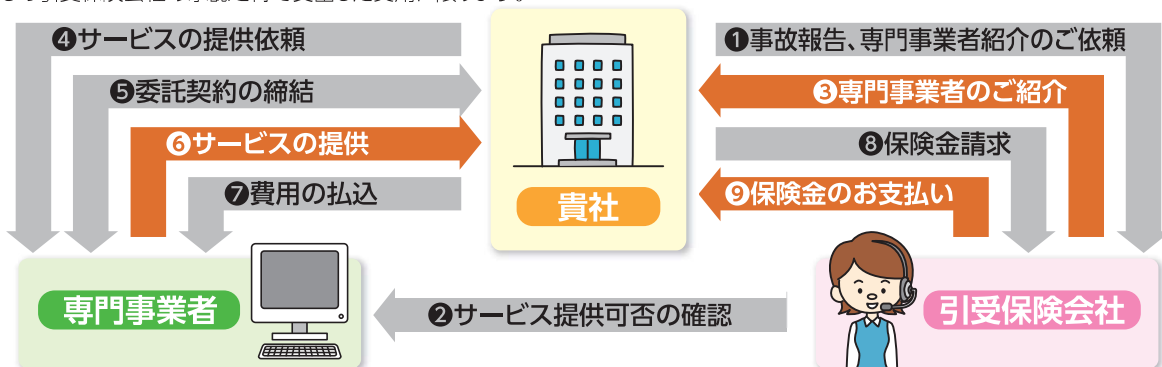 ❹サービスの提供依頼
❶事故報告、専門事業者紹介のご依頼
❺委託契約の締結
❸専門事業者のご紹介
❻サービスの提供
❽保険金請求
❼費用の払込
❾保険金のお支払い
貴社
専門事業者
❷サービス提供可否の確認
引受保険会社